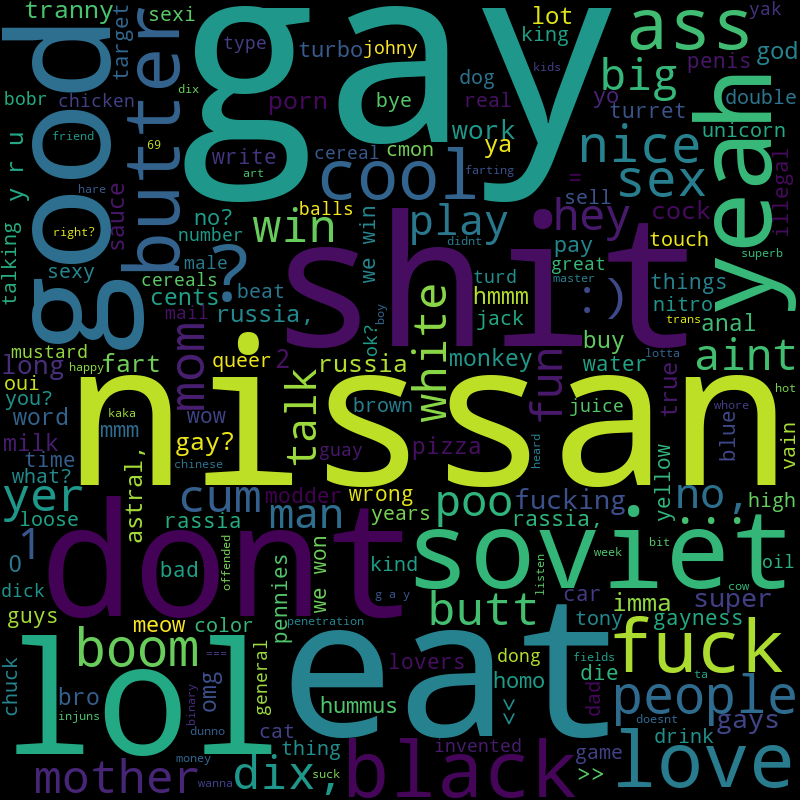 tranny
sexi
target
good
butter
gay
turbo
johny
lot
king
kids
ass
yak
god
type
dix
bobr
chicken
porn
bye
dog
real
big
penis
yo
double
turret
yeah
friend
69
write
art
cereal
cmon
work
ya
farting
nice
unicorn
y r u
hare
cool
sex
=
sell
illegal
talking
sauce
right?
no?
number
balls
win
we win
play
didnt
hey
cock
pay
touch
superb
sexy
male
cereals
cents
?
beat
shit
turd
great
master
:)
things
nitro
mail
russia,
boy
hmmm
jack
trans
anal
mustard
mom
ok?
white
buy
long
happy
fart
queer
2
russia
monkey
fun
water
true
lotta
aint
oui
you?
nissan
talk
brown
juice
whore
hot
kaka
wow
word
mmm
milk
gay?
guay
pizza
heard
blue
vain
time
what?
astral,
chinese
yer
cum
modder
wrong
poo
fucking
no,
high
yellow
loose
rassia
man
years
rassia,
...
1
dont
soviet
0
dick
bad
offended
we won
kind
listen
week
bit
oil
cow
pennies
g a y
car
super
guys
meow
color
butt
imma
tony
gayness
penetration
boom
lol
eat
fuck
general
lovers
dong
fields
die
ta
chuck
===
omg
homo
dad
people
gays
bro
binary
hummus
<<
injuns
doesnt
dunno
cat
thing
invented
game
drink
love
mother
money
wanna
dix,
suck
black
>>